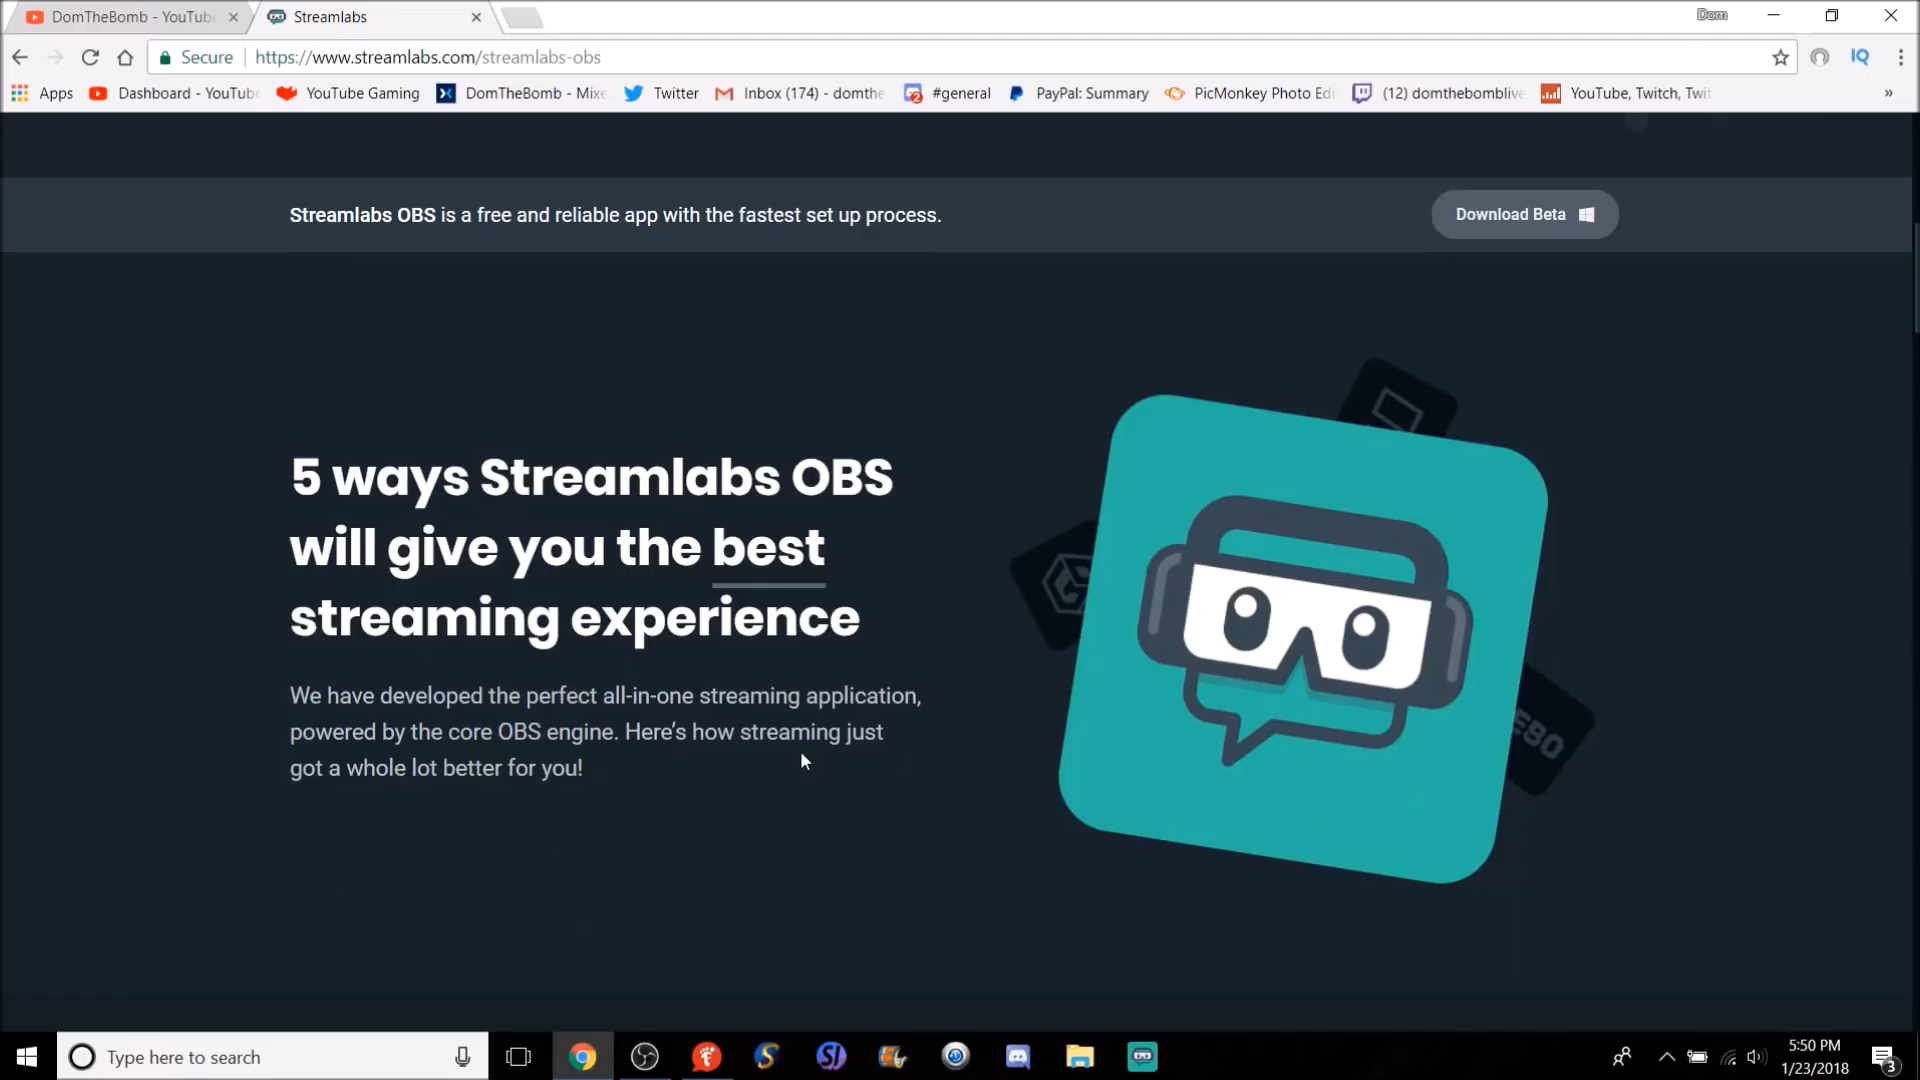 DomTheBomb - YouTube
Streamlabs
Dom
Secure
https://www.streamlabs.com/streamlabs-obs
IQ
Apps
Dashboard - YouTube
YouTube Gaming
DomTheBomb - Mixe
Twitter
Inbox (174) - domthe
2
#general
PayPal: Summary
PicMonkey Photo Edi
(12) domthebomblive
YouTube, Twitch, Twit
»
Streamlabs OBS is a free and reliable app with the fastest set up process.
Download Beta
5 ways Streamlabs OBS
will give you the best
streaming experience
We have developed the perfect all-in-one streaming application,
powered by the core OBS engine. Here's how streaming just
got a whole lot better for you!
E80
Type here to search
5:50 PM
1/23/2018
3